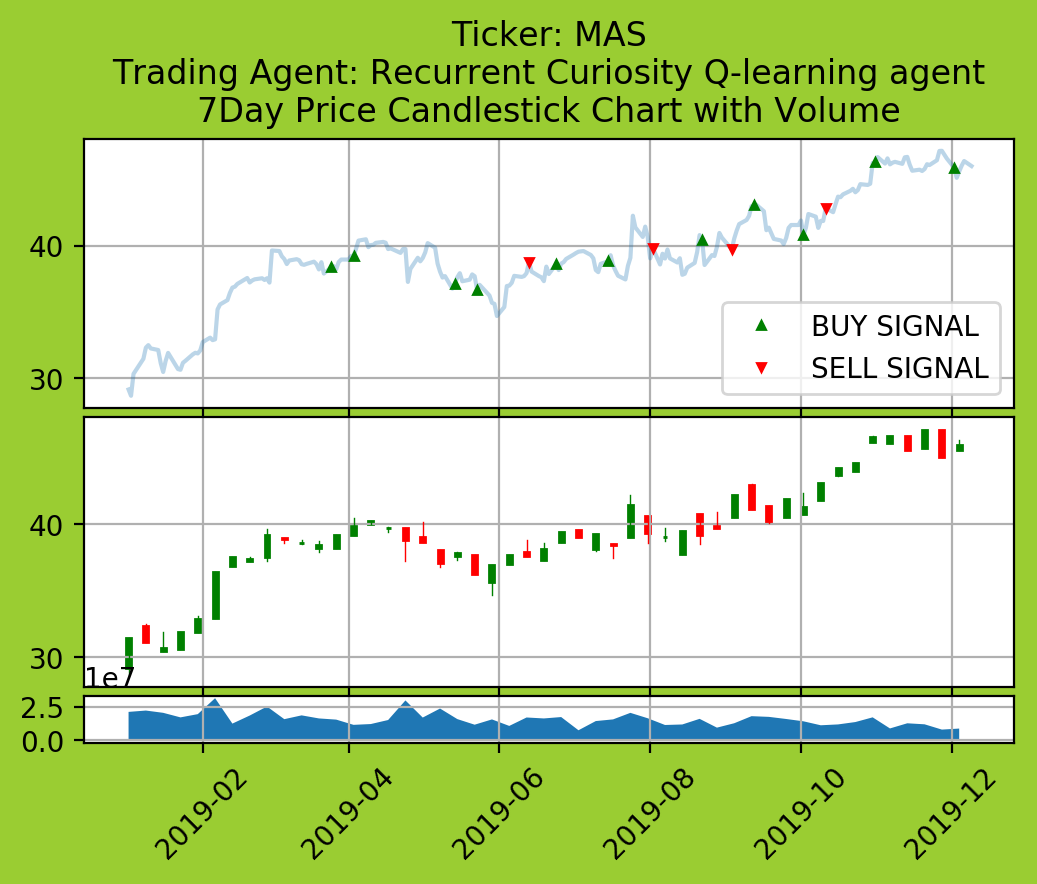 Ticker: MAS
Trading Agent: Recurrent Curiosity Q-learning agent
7Day Price Candlestick Chart with Volume
40
30
BUY SIGNAL
SELL SIGNAL
40
30
1e7
2.5
0.0
2019-02
2019-04
2019-06
2019-08
2019-10
2019-12